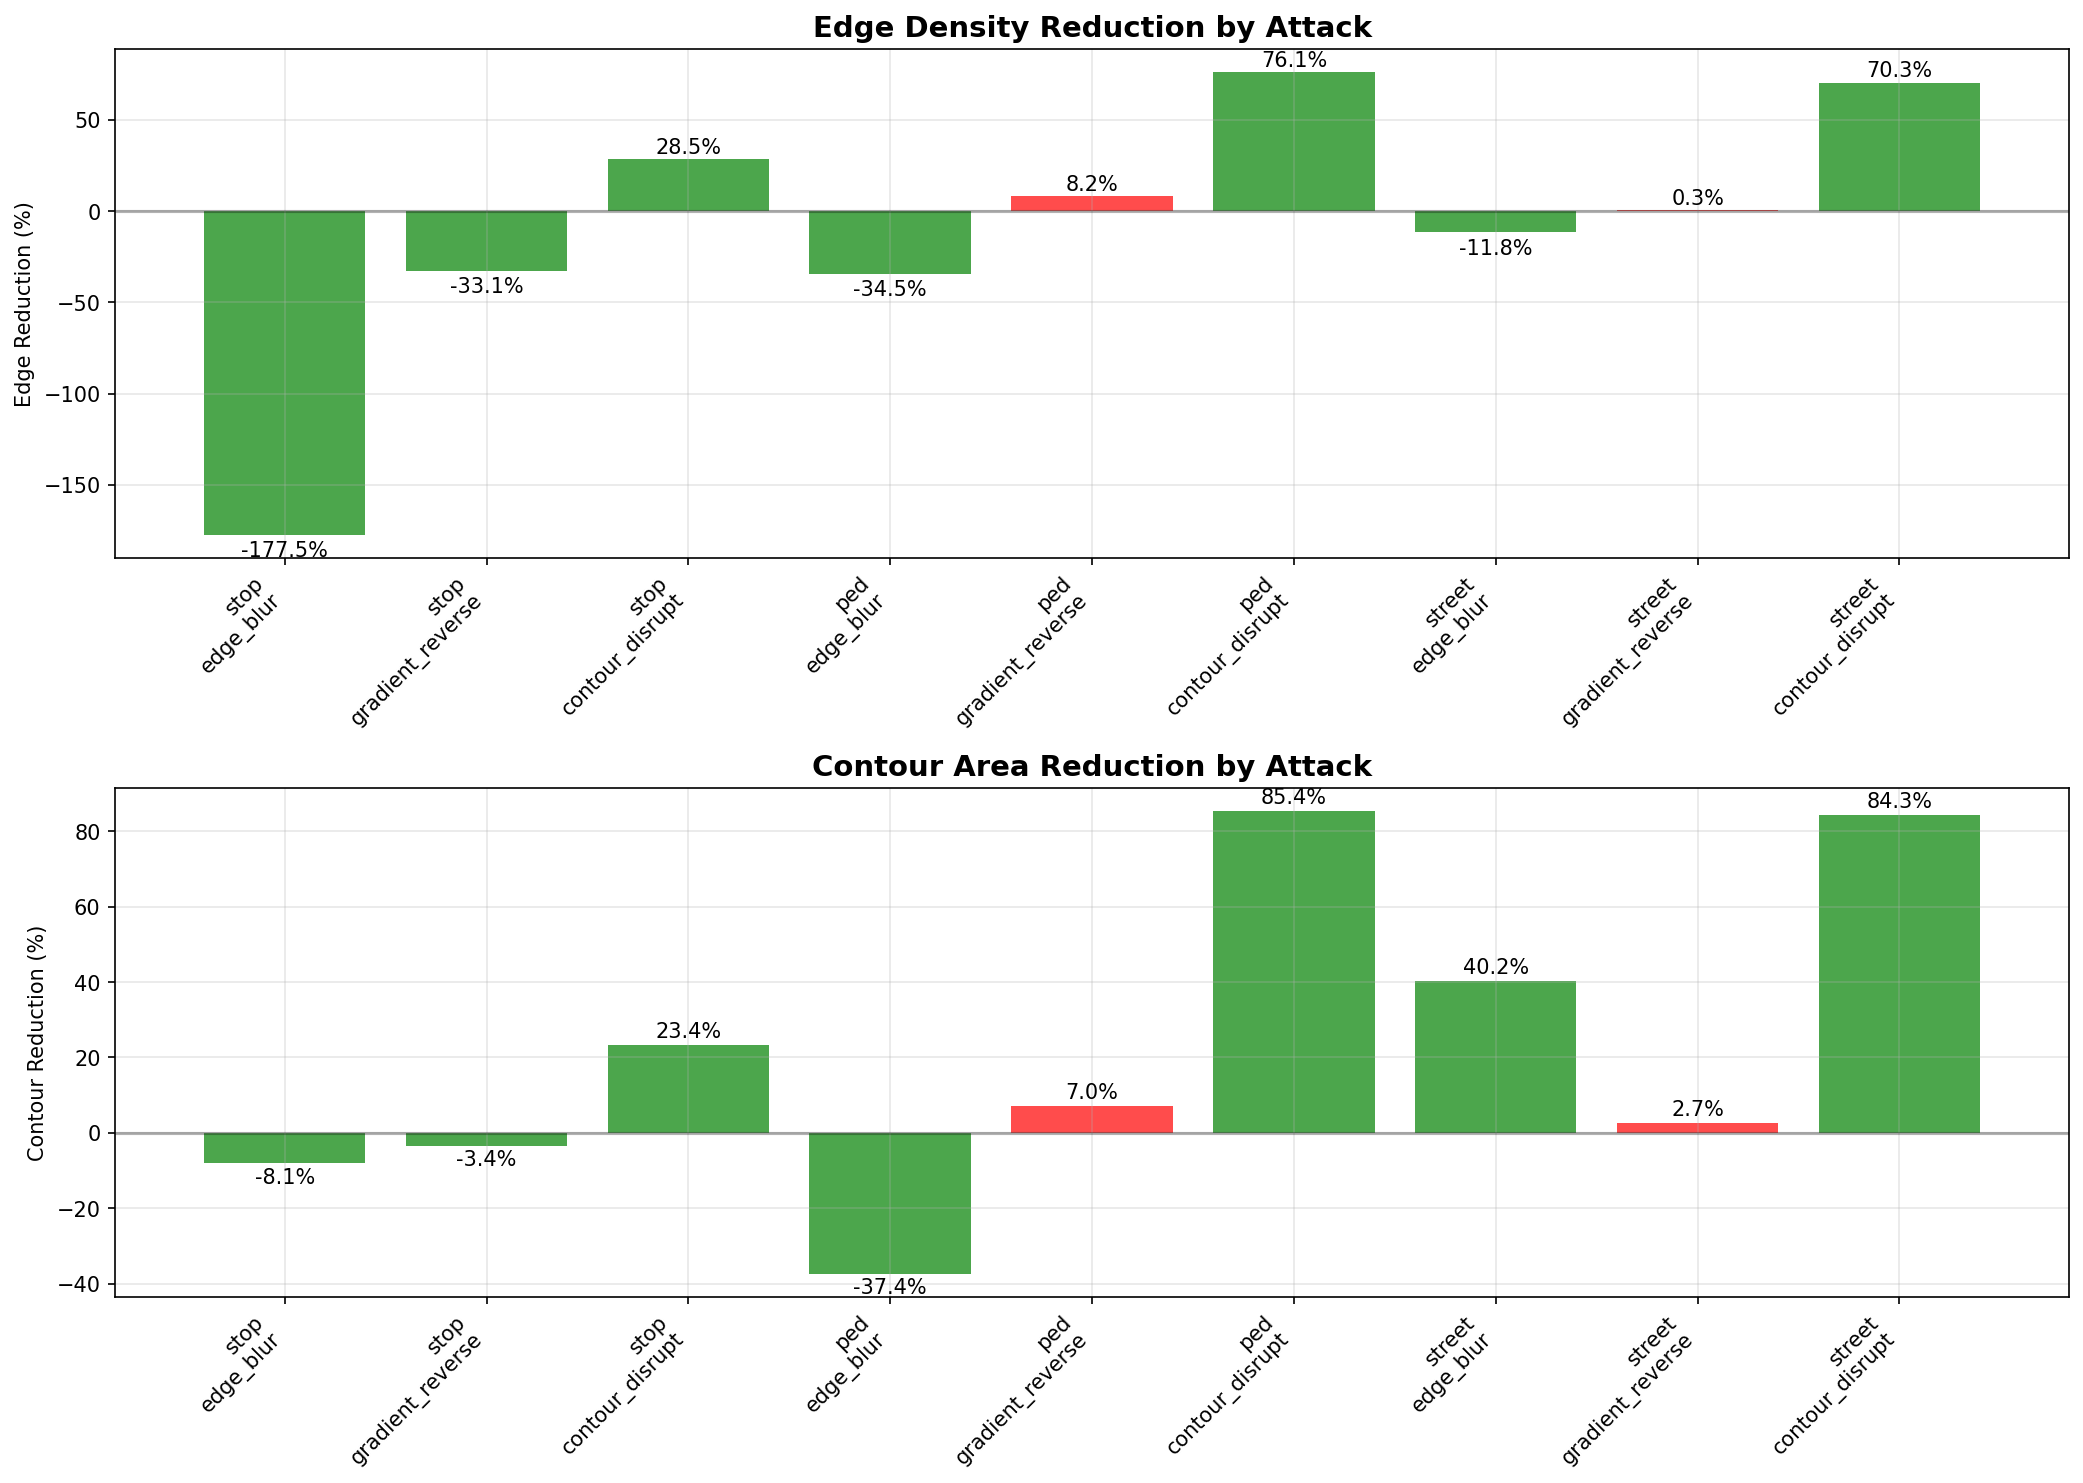 Edge Density Reduction by Attack
Edge Reduction (%)
50
0
−50
−100
−150
-177.5%
-33.1%
28.5%
-34.5%
8.2%
76.1%
-11.8%
0.3%
70.3%
stop
edge_blur
stop
gradient_reverse
stop
contour_disrupt
ped
edge_blur
ped
gradient_reverse
ped
contour_disrupt
street
edge_blur
street
gradient_reverse
street
contour_disrupt
Contour Area Reduction by Attack
Contour Reduction (%)
80
60
40
20
0
−20
−40
-8.1%
-3.4%
23.4%
-37.4%
7.0%
85.4%
40.2%
2.7%
84.3%
stop
edge_blur
stop
gradient_reverse
stop
contour_disrupt
ped
edge_blur
ped
gradient_reverse
ped
contour_disrupt
street
edge_blur
street
gradient_reverse
street
contour_disrupt